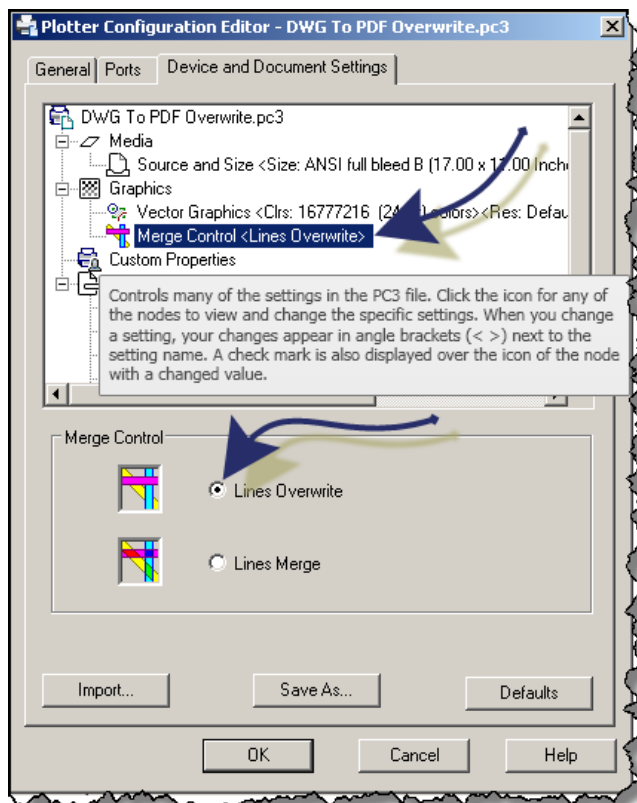 Plotter Configuration Editor - DWG To PDF Overwrite.pc3
General
Ports
Device and Document Settings
DWG To PDF Overwrite.pc3
Media
Source and Size <Size: ANSI full bleed B (17.00 x .00 Inch
Graphics
Vector Graphics <Clrs: 16777216 colors><Res: Defau
Merge Control <Lines Overwrite>
Custom Properties
Controls many of the settings in the PC3 file. Click the icon for any of
the nodes to view and change the specific settings. When you change
a setting, your changes appear in angle brackets (< >) next to the
setting name. A check mark is also displayed over the icon of the node
with a changed value.
Merge Control
Lines Overwrite
Lines Merge
Import...
Save As...
Defaults
OK
Cancel
Help